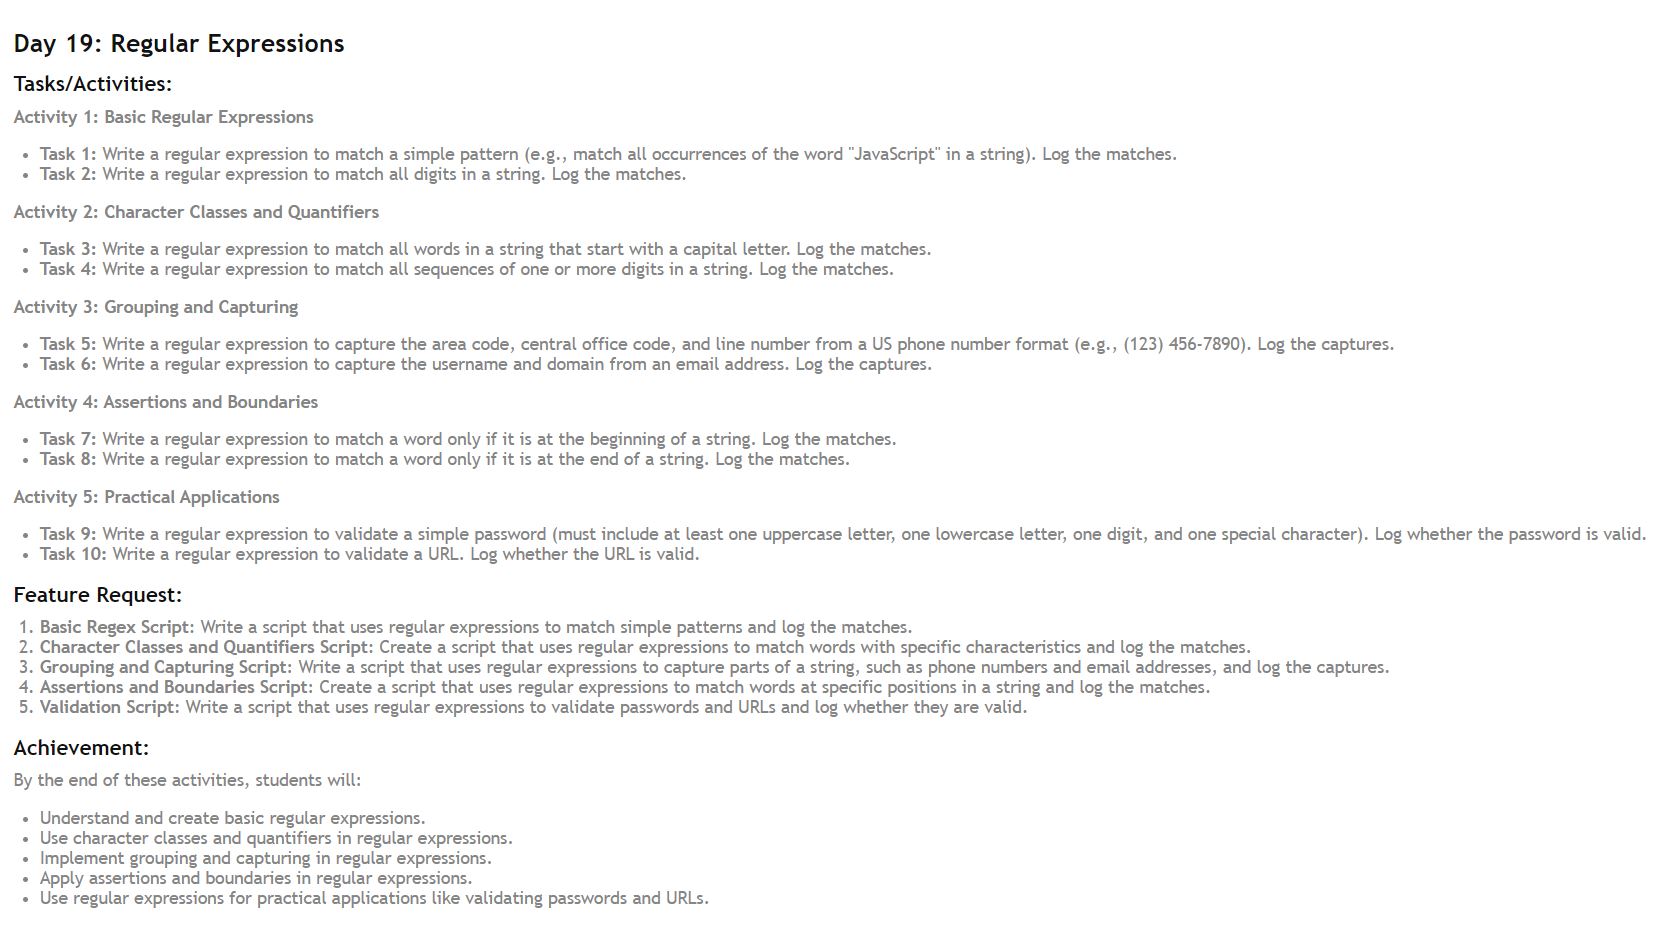 Day 19: Regular Expressions
Tasks/Activities:
Activity 1: Basic Regular Expressions
• Task 1: Write a regular expression to match a simple pattern (e.g., match all occurrences of the word "JavaScript" in a string). Log the matches.
• Task 2: Write a regular expression to match all digits in a string. Log the matches.
Activity 2: Character Classes and Quantifiers
• Task 3: Write a regular expression to match all words in a string that start with a capital letter. Log the matches.
• Task 4: Write a regular expression to match all sequences of one or more digits in a string. Log the matches.
Activity 3: Grouping and Capturing
• Task 5: Write a regular expression to capture the area code, central office code, and line number from a US phone number format (e.g., (123) 456-7890). Log the captures.
• Task 6: Write a regular expression to capture the username and domain from an email address. Log the captures.
Activity 4: Assertions and Boundaries
• Task 7: Write a regular expression to match a word only if it is at the beginning of a string. Log the matches.
• Task 8: Write a regular expression to match a word only if it is at the end of a string. Log the matches.
Activity 5: Practical Applications
• Task 9: Write a regular expression to validate a simple password (must include at least one uppercase letter, one lowercase letter, one digit, and one special character). Log whether the password is valid.
• Task 10: Write a regular expression to validate a URL. Log whether the URL is valid.
Feature Request:
1. Basic Regex Script: Write a script that uses regular expressions to match simple patterns and log the matches.
2. Character Classes and Quantifiers Script: Create a script that uses regular expressions to match words with specific characteristics and log the matches.
3. Grouping and Capturing Script: Write a script that uses regular expressions to capture parts of a string, such as phone numbers and email addresses, and log the captures.
4. Assertions and Boundaries Script: Create a script that uses regular expressions to match words at specific positions in a string and log the matches.
5. Validation Script: Write a script that uses regular expressions to validate passwords and URLs and log whether they are valid.
Achievement:
By the end of these activities, students will:
• Understand and create basic regular expressions.
• Use character classes and quantifiers in regular expressions.
• Implement grouping and capturing in regular expressions.
• Apply assertions and boundaries in regular expressions.
• Use regular expressions for practical applications like validating passwords and URLs.